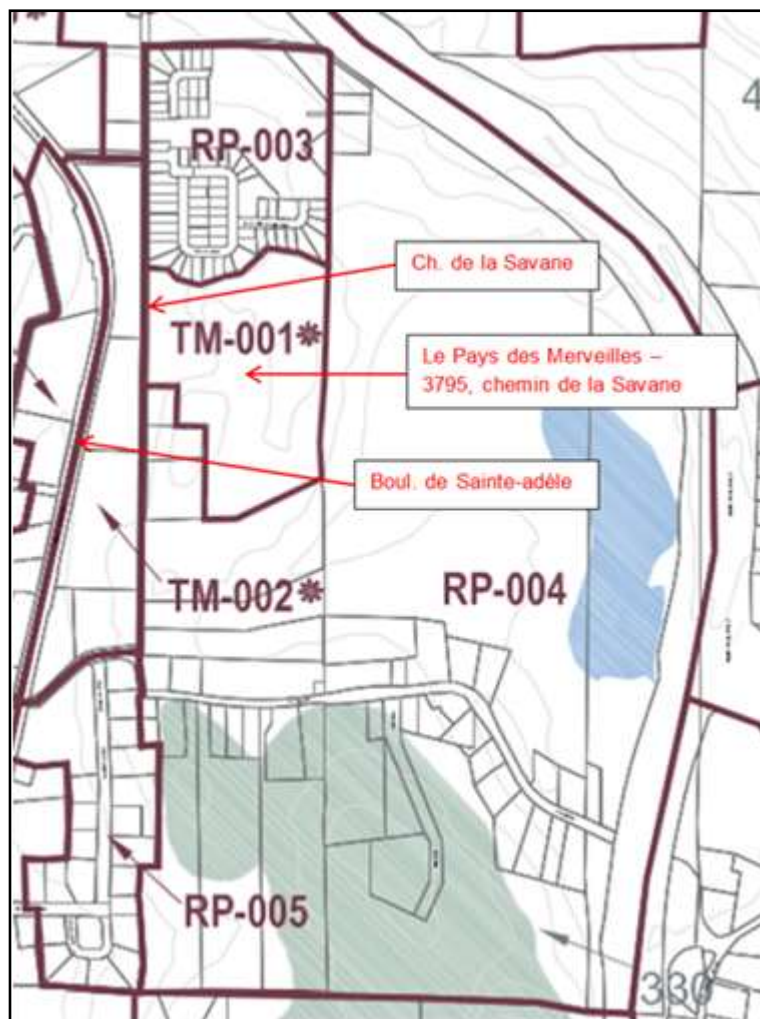 RP-003
Ch. de la Savane
TM-001*
Le Pays des Merveilles –
3795, chemin de la Savane
Boul. de Sainte-adèle
TM-002*
RP-004
RP-005
330